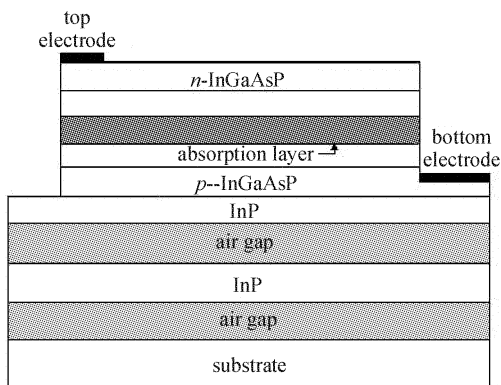 top
electrode
n-InGaAsP
bottom
electrode
absorption layer
p--InGaAsP
InP
air gap
InP
air gap
substrate